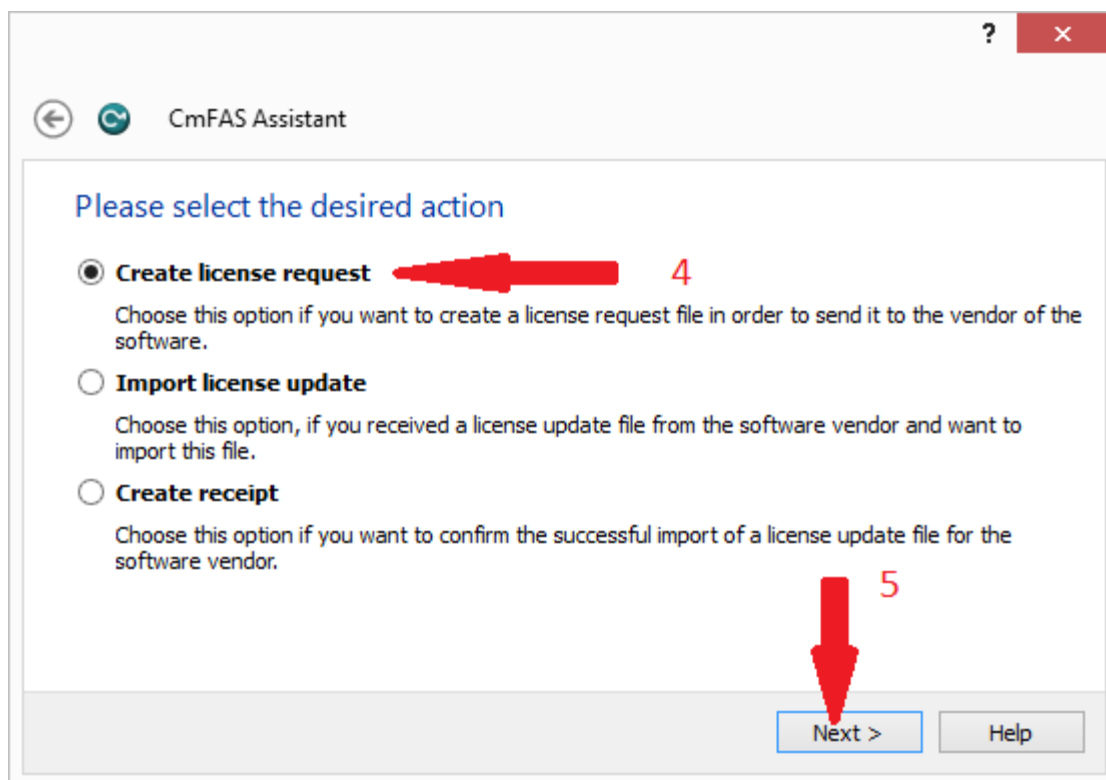 ?
CmFAS Assistant
Please select the desired action
Create license request
4
Choose this option if you want to create a license request file in order to send it to the vendor of the
software.
Import license update
Choose this option, if you received a license update file from the software vendor and want to
import this file.
Create receipt
Choose this option if you want to confirm the successful import of a license update file for the
software vendor.
5
Next >
Help